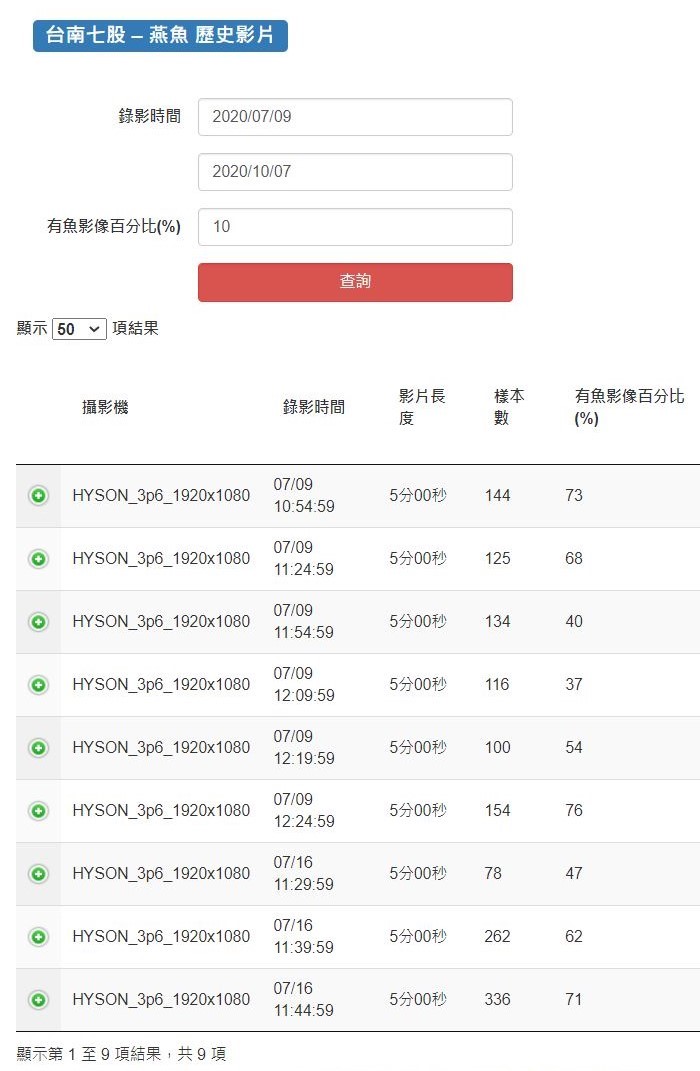 台南七股 – 燕魚 歷史影片
錄影時間 2020/07/09
2020/10/07
有魚影像百分比(%) 10
查詢
顯示 50 項結果
攝影機 錄影時間 影片長度 樣本數 有魚影像百分比(%)
HYSON_3p6_1920x1080 07/09 10:54:59 5分00秒 144 73
HYSON_3p6_1920x1080 07/09 11:24:59 5分00秒 125 68
HYSON_3p6_1920x1080 07/09 11:54:59 5分00秒 134 40
HYSON_3p6_1920x1080 07/09 12:09:59 5分00秒 116 37
HYSON_3p6_1920x1080 07/09 12:19:59 5分00秒 100 54
HYSON_3p6_1920x1080 07/09 12:24:59 5分00秒 154 76
HYSON_3p6_1920x1080 07/16 11:29:59 5分00秒 78 47
HYSON_3p6_1920x1080 07/16 11:39:59 5分00秒 262 62
HYSON_3p6_1920x1080 07/16 11:44:59 5分00秒 336 71
顯示第 1 至 9 項結果，共 9 項